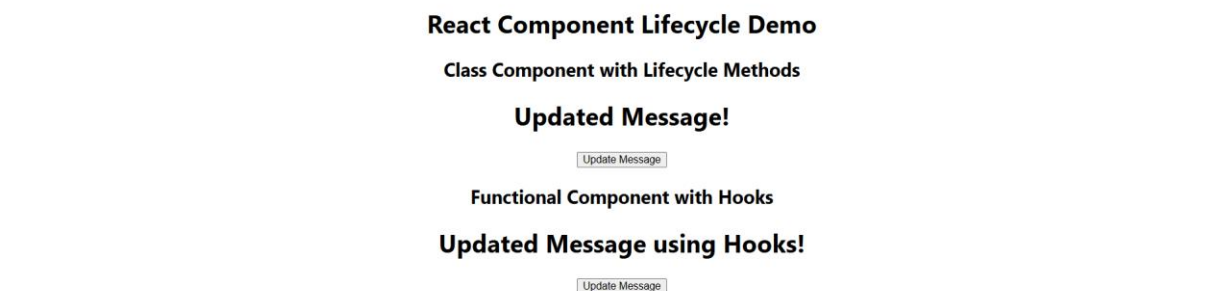 React Component Lifecycle Demo
Class Component with Lifecycle Methods
Updated Message!
Update Message
Functional Component with Hooks
Updated Message using Hooks!
Update Message